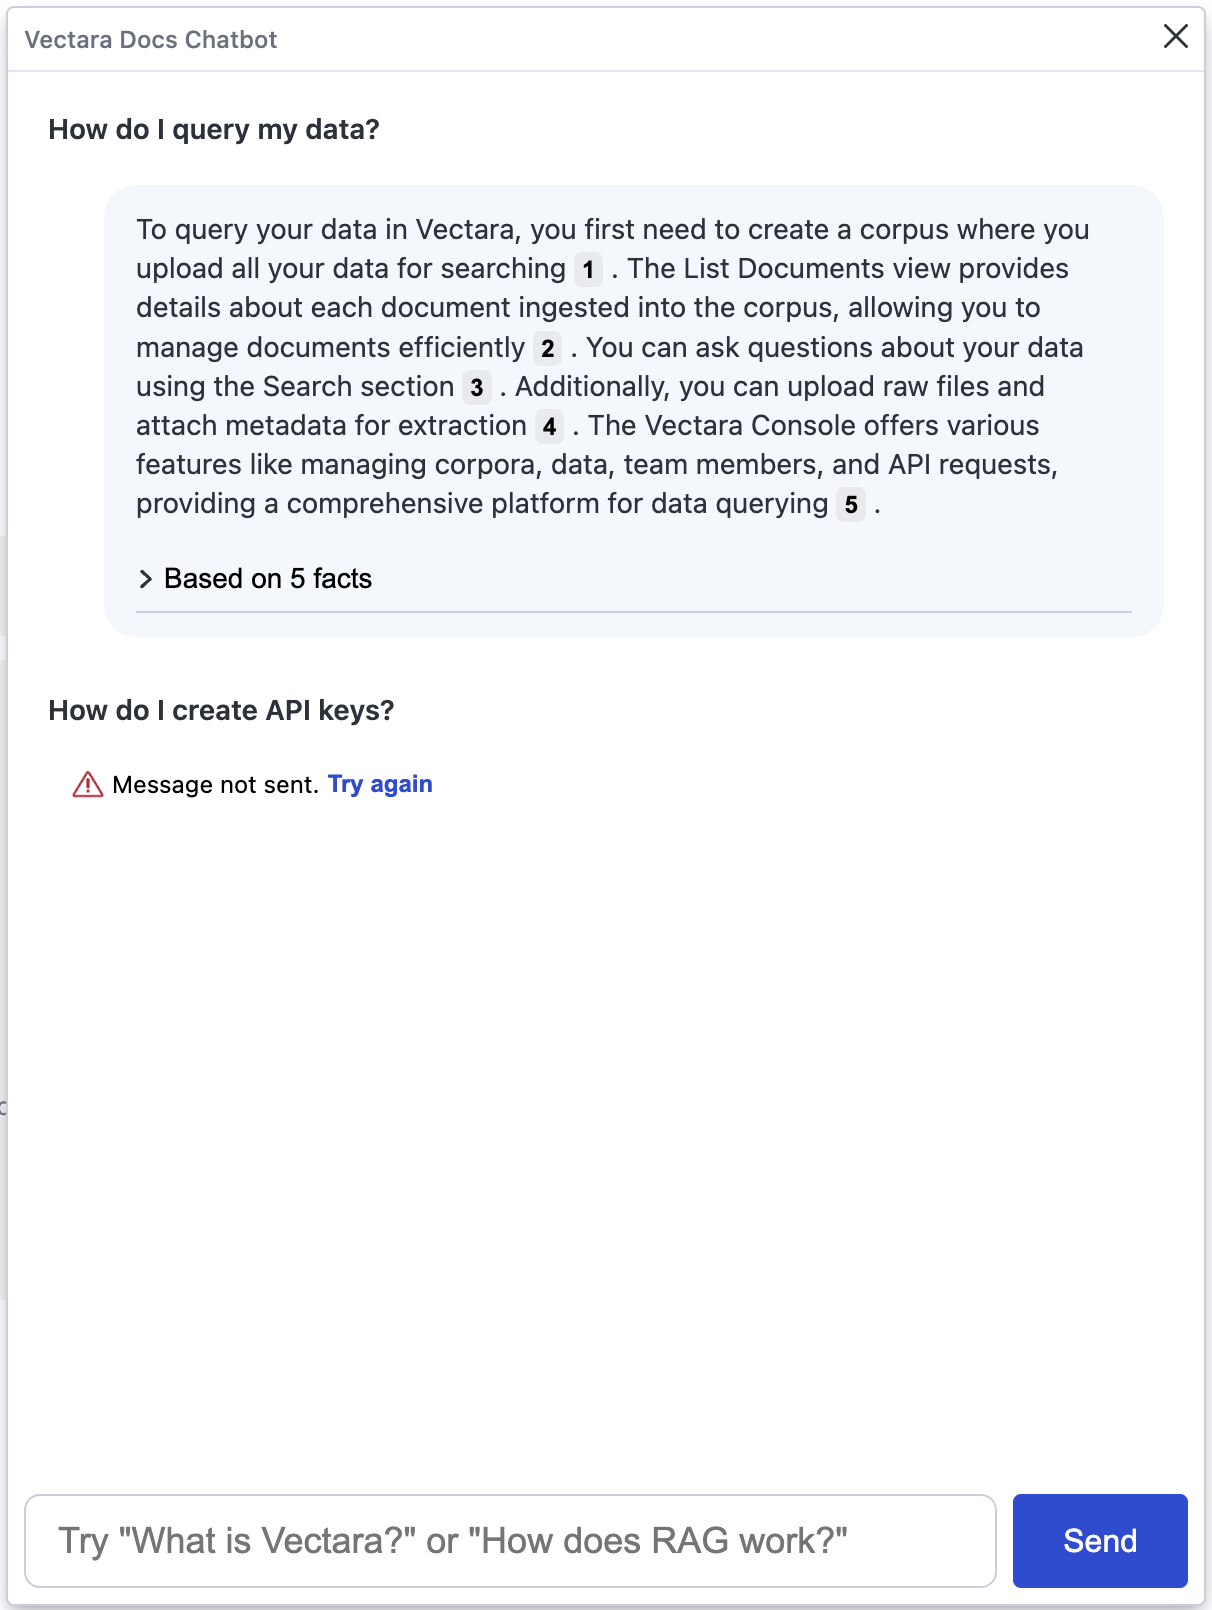 Vectara Docs Chatbot
How do I query my data?
To query your data in Vectara, you first need to create a corpus where you
upload all your data for searching 1 . The List Documents view provides
details about each document ingested into the corpus, allowing you to
manage documents efficiently 2 . You can ask questions about your data
using the Search section 3 . Additionally, you can upload raw files and
attach metadata for extraction 4 . The Vectara Console offers various
features like managing corpora, data, team members, and API requests,
providing a comprehensive platform for data querying 5 .
Based on 5 facts
How do I create API keys?
Message not sent. Try again
Try "What is Vectara?" or "How does RAG work?"
Send